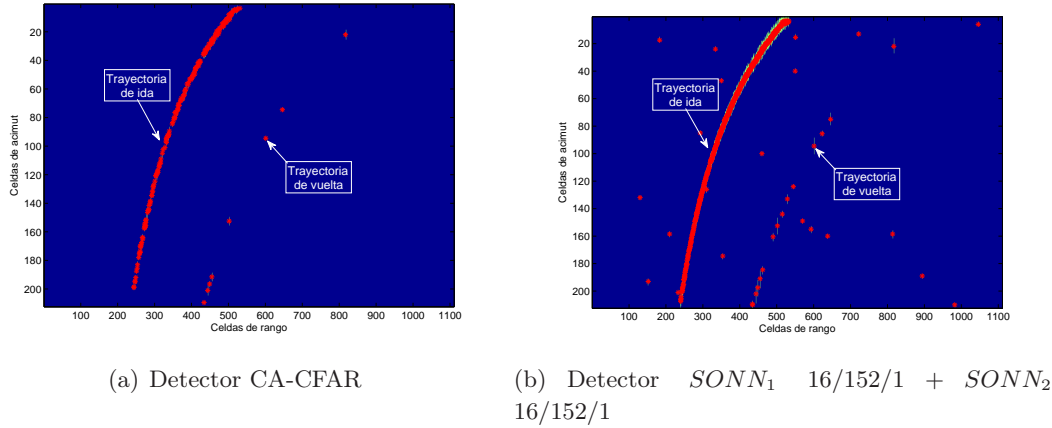 20
40
60
80
100
120
140
160
180
200
Celdas de acimut
Trayectoria
de ida
Trayectoria
de vuelta
100 200 300 400 500 600 700 800 900 1000 1100
Celdas de rango
(a) Detector CA-CFAR
20
40
60
80
100
120
140
160
180
200
Celdas de acimut
Trayectoria
de ida
Trayectoria
de vuelta
100 200 300 400 500 600 700 800 900 1000 1100
Celdas de rango
(b) Detector SONN₁ 16/152/1 + SONN₂
16/152/1